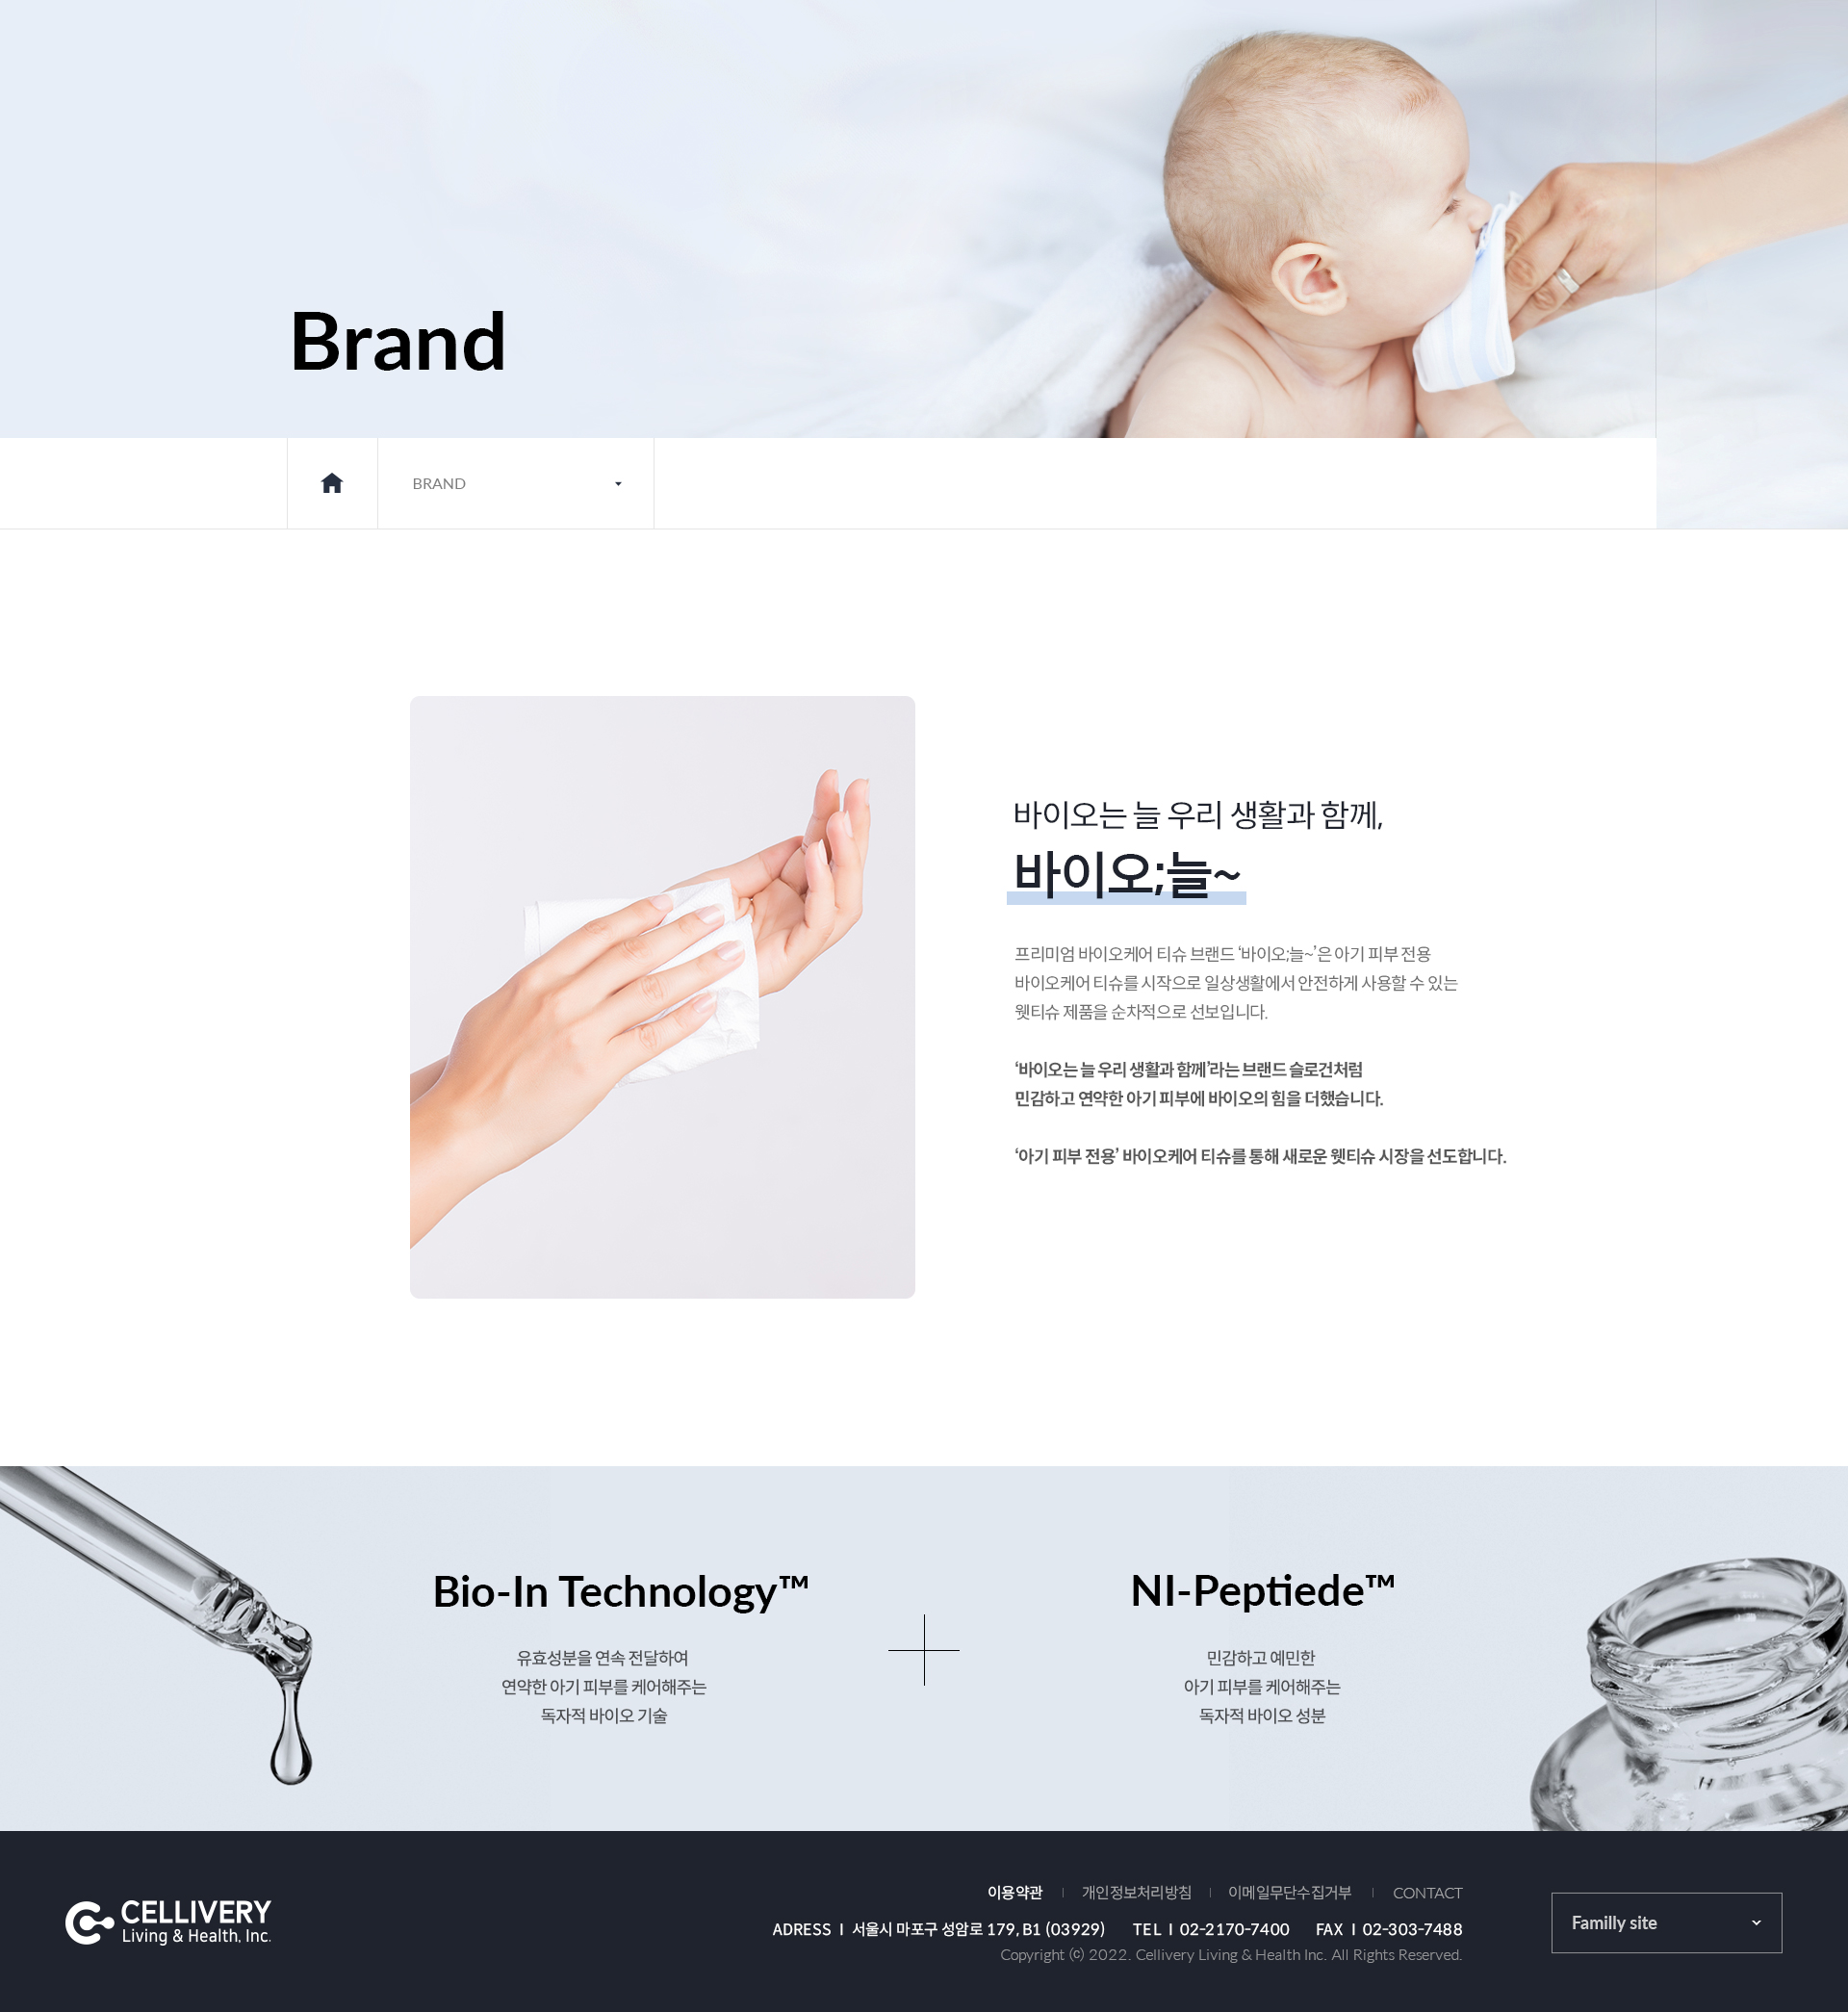 Brand
BRAND
바이오는 늘 우리 생활과 함께,
바이오;늘~
프리미엄 바이오케어 티슈 브랜드 ‘바이오;늘~’은 아기 피부 전용
바이오케어 티슈를 시작으로 일상생활에서 안전하게 사용할 수 있는
웻티슈 제품을 순차적으로 선보입니다.
‘바이오는 늘 우리 생활과 함께’라는 브랜드 슬로건처럼
민감하고 연약한 아기 피부에 바이오의 힘을 더했습니다.
‘아기 피부 전용’ 바이오케어 티슈를 통해 새로운 웻티슈 시장을 선도합니다.
Bio-In Technology™
유효성분을 연속 전달하여
연약한 아기 피부를 케어해주는
독자적 바이오 기술
NI-Peptiede™
민감하고 예민한
아기 피부를 케어해주는
독자적 바이오 성분
CELLIVERY
Living & Health, Inc.
이용약관 | 개인정보처리방침 | 이메일무단수집거부 | CONTACT
ADRESS I 서울시 마포구 성암로 179, B1 (03929) TEL I 02-2170-7400 FAX I 02-303-7488
Copyright ⒞ 2022. Cellivery Living & Health Inc. All Rights Reserved.
Familly site